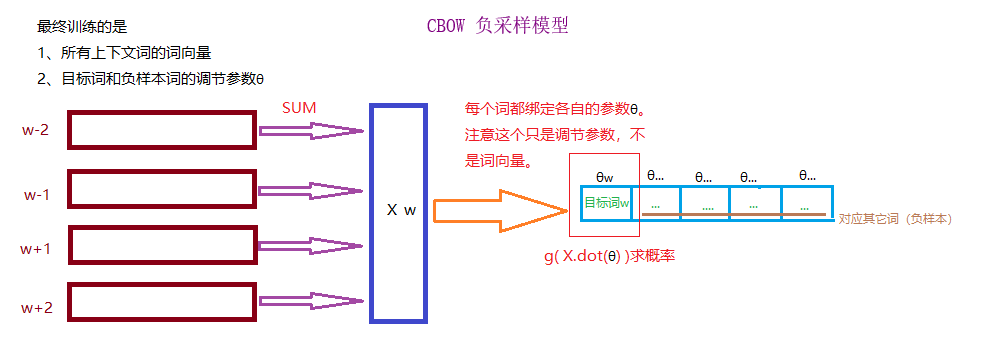 CBOW 负采样模型
最终训练的是
1、所有上下文词的词向量
2、目标词和负样本词的调节参数θ
SUM
w-2
w-1
w+1
w+2
X w
每个词都绑定各自的参数θ。
注意这个只是调节参数，不
是词向量。
θw θ... θ... θ... θ...
目标词w ... .... ... ...
对应其它词（负样本）
g( X.dot(θ) )求概率